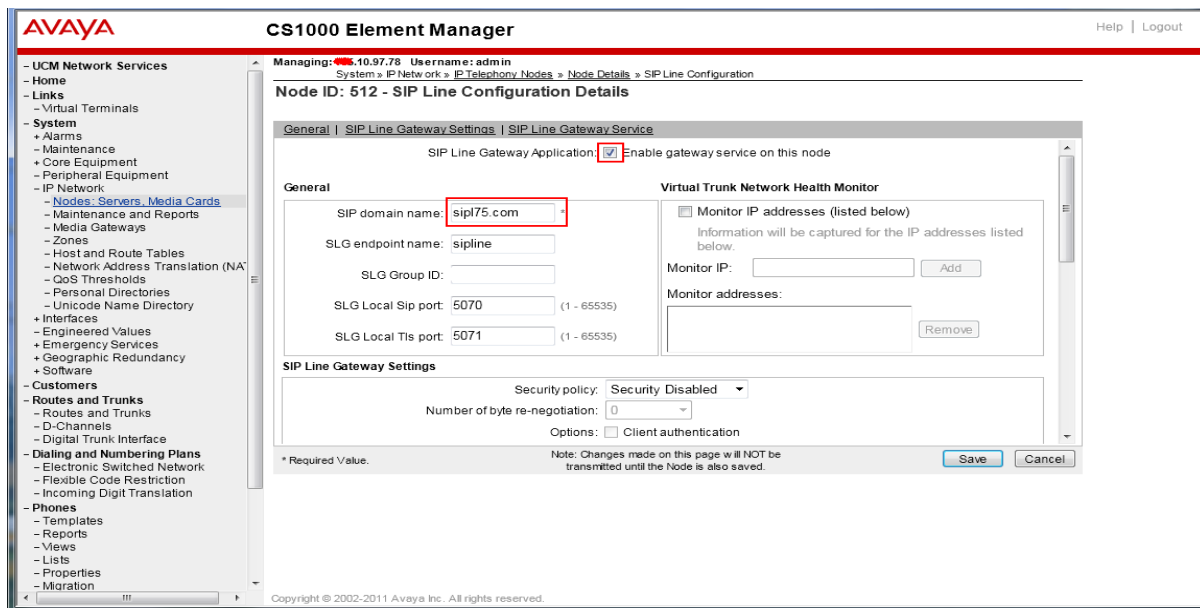 AVAYA
CS1000 Element Manager
Help | Logout
– UCM Network Services
– Home
– Links
– Virtual Terminals
– System
+ Alarms
– Maintenance
+ Core Equipment
– Peripheral Equipment
– IP Network
– Nodes: Servers, Media Cards
– Maintenance and Reports
– Media Gateways
– Zones
– Host and Route Tables
– Network Address Translation (NA
– QoS Thresholds
– Personal Directories
– Unicode Name Directory
+ Interfaces
– Engineered Values
+ Emergency Services
+ Geographic Redundancy
+ Software
– Customers
– Routes and Trunks
– Routes and Trunks
– D-Channels
– Digital Trunk Interface
– Dialing and Numbering Plans
– Electronic Switched Network
– Flexible Code Restriction
– Incoming Digit Translation
– Phones
– Templates
– Reports
– Views
– Lists
– Properties
– Migration
Managing: .10.97.78 Username: admin
System » IP Network » IP Telephony Nodes » Node Details » SIP Line Configuration
Node ID: 512 - SIP Line Configuration Details
General | SIP Line Gateway Settings | SIP Line Gateway Service
SIP Line Gateway Application: Enable gateway service on this node
General
SIP domain name: sipl75.com *
SLG endpoint name: sipline
SLG Group ID:
SLG Local Sip port: 5070 (1 - 65535)
SLG Local Tls port: 5071 (1 - 65535)
Virtual Trunk Network Health Monitor
Monitor IP addresses (listed below)
Information will be captured for the IP addresses listed
below.
Monitor IP: Add
Monitor addresses:
Remove
SIP Line Gateway Settings
Security policy: Security Disabled
Number of byte re-negotiation: 0
Options: Client authentication
* Required Value.
Note: Changes made on this page will NOT be
transmitted until the Node is also saved.
Save Cancel
Copyright © 2002-2011 Avaya Inc. All rights reserved.